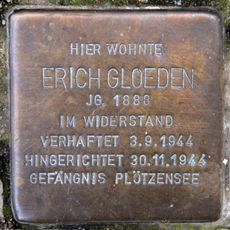 HIER WOHNTE
ERICH GLOEDEN
JG. 1888
IM WIDERSTAND
VERHAFTET 3.9.1944
HINGERICHTET 30.11.1944
GEFÄNGNIS PLÖTZENSEE